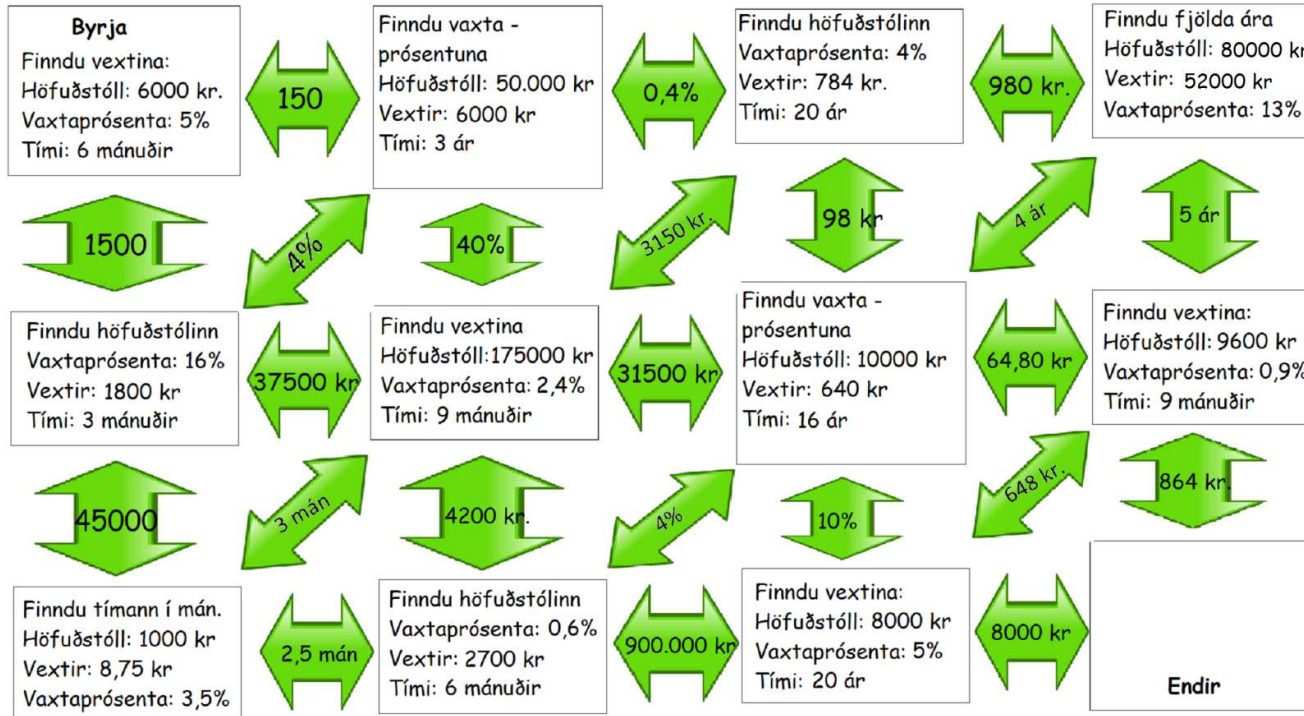 Byrja
Finndu vextina:
Höfuðstóll: 6000 kr.
Vaxtaprósenta: 5%
Tími: 6 mánuðir
150
Finndu vaxta -
prósentuna
Höfuðstóll: 50.000 kr
Vextir: 6000 kr
Tími: 3 ár
0,4%
Finndu höfuðstólinn
Vaxtaprósenta: 4%
Vextir: 784 kr.
Tími: 20 ár
980 kr.
Finndu fjölda ára
Höfuðstóll: 80000 kr
Vextir: 52000 kr
Vaxtaprósenta: 13%
1500
4%
40%
3150 kr.
98 kr
4 ár
5 ár
Finndu höfuðstólinn
Vaxtaprósenta: 16%
Vextir: 1800 kr
Tími: 3 mánuðir
37500 kr
Finndu vextina
Höfuðstóll:175000 kr
Vaxtaprósenta: 2,4%
Tími: 9 mánuðir
31500 kr
Finndu vaxta -
prósentuna
Höfuðstóll: 10000 kr
Vextir: 640 kr
Tími: 16 ár
64,80 kr
Finndu vextina:
Höfuðstóll: 9600 kr
Vaxtaprósenta: 0,9%
Tími: 9 mánuðir
45000
3 mán
4200 kr.
4%
10%
648 kr.
864 kr.
Finndu tímann í mán.
Höfuðstóll: 1000 kr
Vextir: 8,75 kr
Vaxtaprósenta: 3,5%
2,5 mán
Finndu höfuðstólinn
Vaxtaprósenta: 0,6%
Vextir: 2700 kr
Tími: 6 mánuðir
900.000 kr
Finndu vextina:
Höfuðstóll: 8000 kr
Vaxtaprósenta: 5%
Tími: 20 ár
8000 kr
Endir